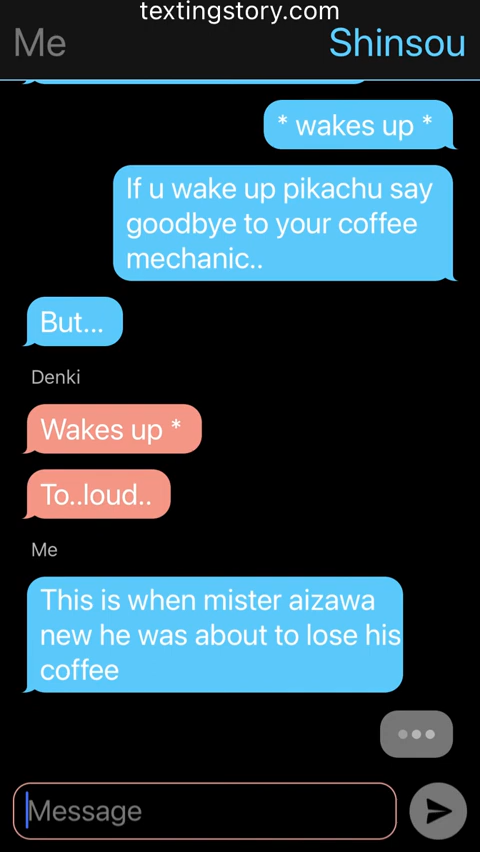 textingstory.com
Me
Shinsou
* wakes up *
If u wake up pikachu say
goodbye to your coffee
mechanic..
But...
Denki
Wakes up *
To..loud..
Me
This is when mister aizawa
new he was about to lose his
coffee
Message